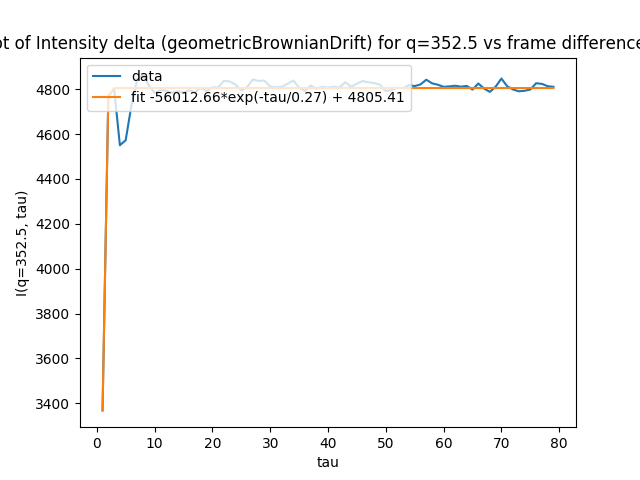 of Intensity delta (geometricBrownianDrift) for q=352.5 vs frame difference
data
fit -56012.66*exp(-tau/0.27) + 4805.41
I(q=352.5, tau)
4800
4600
4400
4200
4000
3800
3600
3400
0 10 20 30 40 50 60 70 80
tau